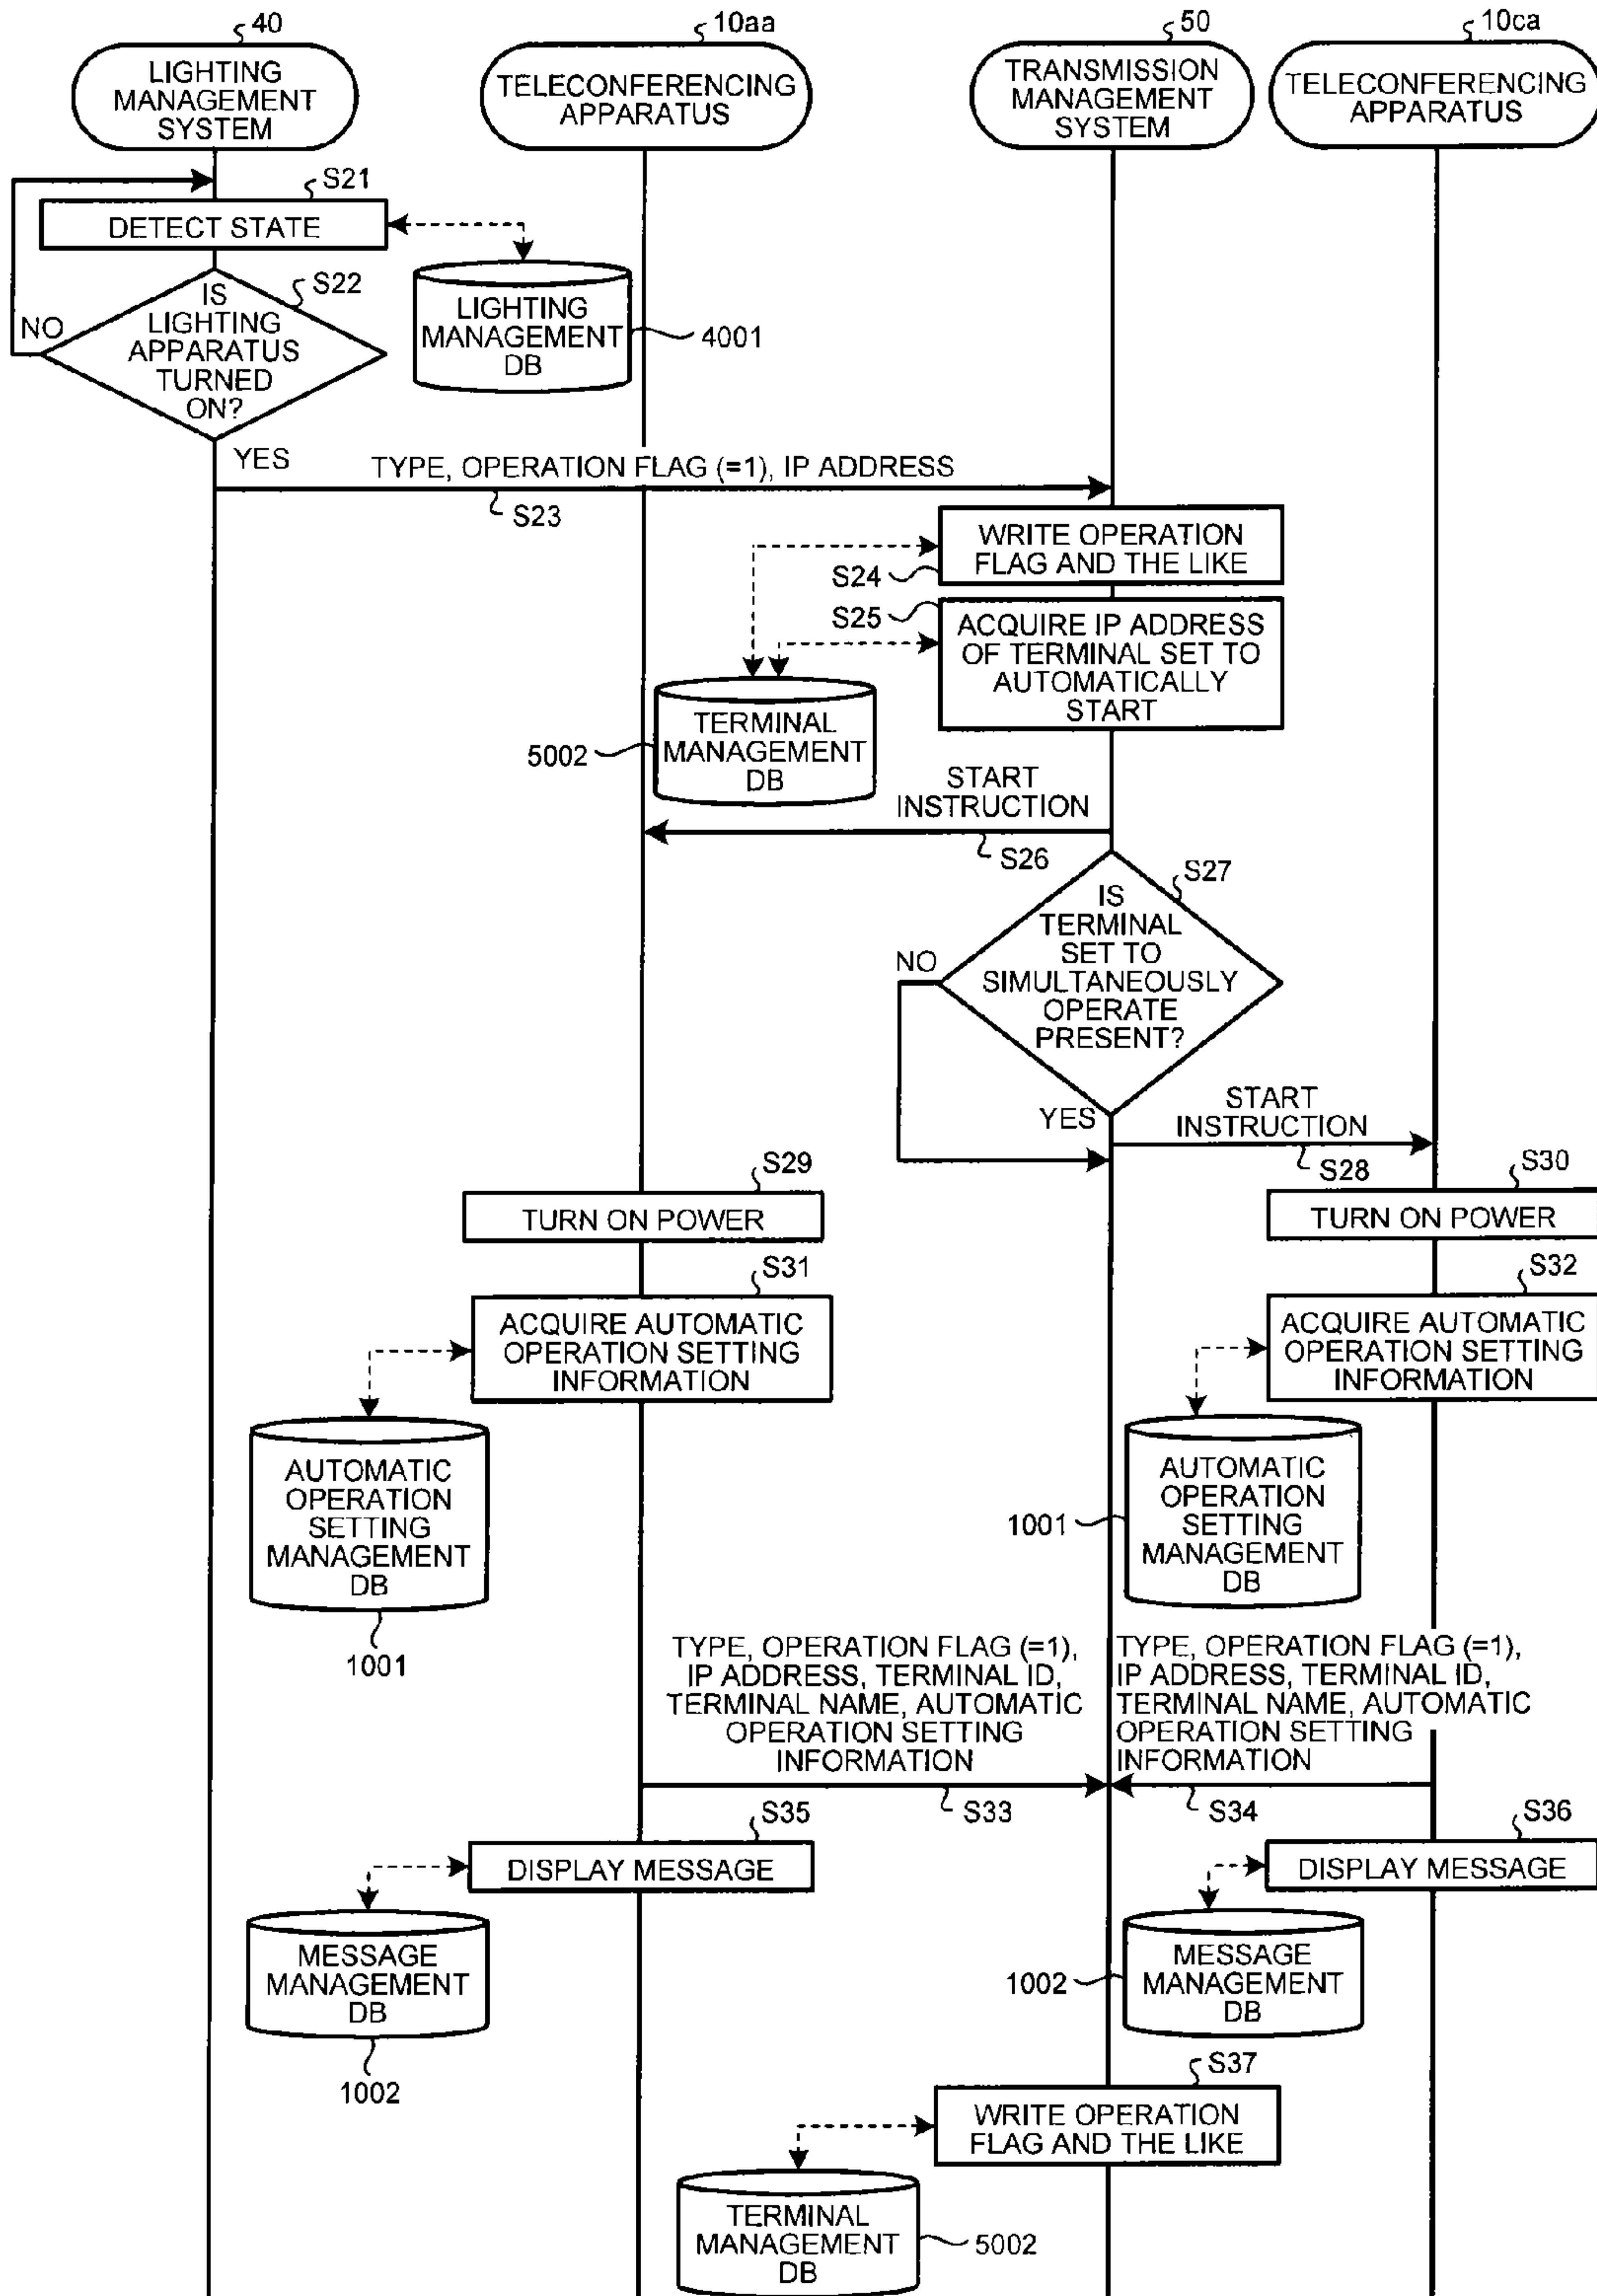 40
10aa
50
10ca
LIGHTING
MANAGEMENT
SYSTEM
TELECONFERENCING
APPARATUS
TRANSMISSION
MANAGEMENT
SYSTEM
TELECONFERENCING
APPARATUS
S21
DETECT STATE
S22
IS
LIGHTING
APPARATUS
TURNED
ON?
NO
LIGHTING
MANAGEMENT
DB
4001
YES
TYPE, OPERATION FLAG (=1), IP ADDRESS
S23
WRITE OPERATION
FLAG AND THE LIKE
S24
S25
ACQUIRE IP ADDRESS
OF TERMINAL SET TO
AUTOMATICALLY
START
TERMINAL
MANAGEMENT
DB
5002
START
INSTRUCTION
S26
S27
IS
TERMINAL
SET TO
SIMULTANEOUSLY
OPERATE
PRESENT?
NO
YES
START
INSTRUCTION
S28
S29
TURN ON POWER
S30
TURN ON POWER
S31
ACQUIRE AUTOMATIC
OPERATION SETTING
INFORMATION
S32
ACQUIRE AUTOMATIC
OPERATION SETTING
INFORMATION
AUTOMATIC
OPERATION
SETTING
MANAGEMENT
DB
1001
AUTOMATIC
OPERATION
SETTING
MANAGEMENT
DB
1001
TYPE, OPERATION FLAG (=1),
IP ADDRESS, TERMINAL ID,
TERMINAL NAME, AUTOMATIC
OPERATION SETTING
INFORMATION
TYPE, OPERATION FLAG (=1),
IP ADDRESS, TERMINAL ID,
TERMINAL NAME, AUTOMATIC
OPERATION SETTING
INFORMATION
S33
S34
S35
DISPLAY MESSAGE
S36
DISPLAY MESSAGE
MESSAGE
MANAGEMENT
DB
1002
MESSAGE
MANAGEMENT
DB
1002
S37
WRITE OPERATION
FLAG AND THE LIKE
TERMINAL
MANAGEMENT
DB
5002